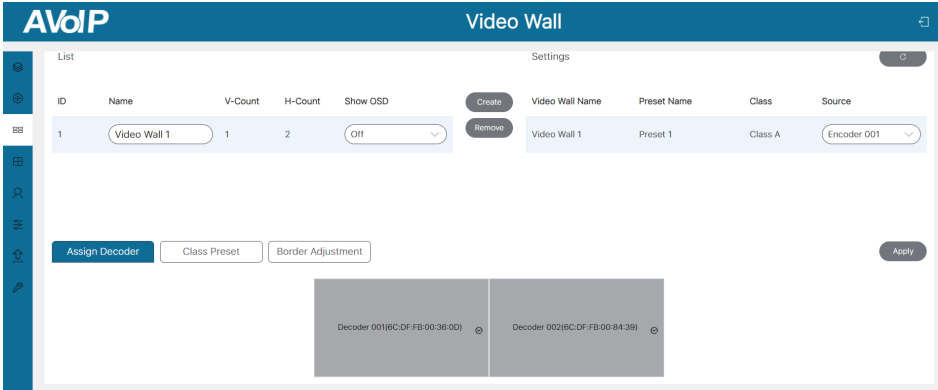 AVoIP
Video Wall
List
Settings
ID Name V-Count H-Count Show OSD
Create
Video Wall Name Preset Name Class Source
1 Video Wall 1 1 2 Off
Remove
Video Wall 1 Preset 1 Class A Encoder 001
Assign Decoder Class Preset Border Adjustment
Apply
Decoder 001(6C:DF:FB:00:36:0D)
Decoder 002(6C:DF:FB:00:84:39)